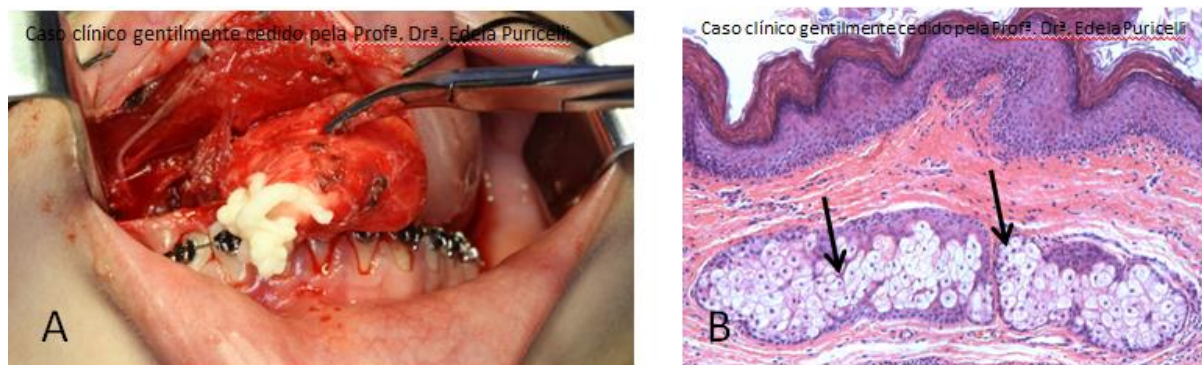 Caso clínico gentilmente cedido pela Profª. Drª. Edela Puricelli
Caso clínico gentilmente cedido pela Profª. Drª. Edela Puricelli
A
B